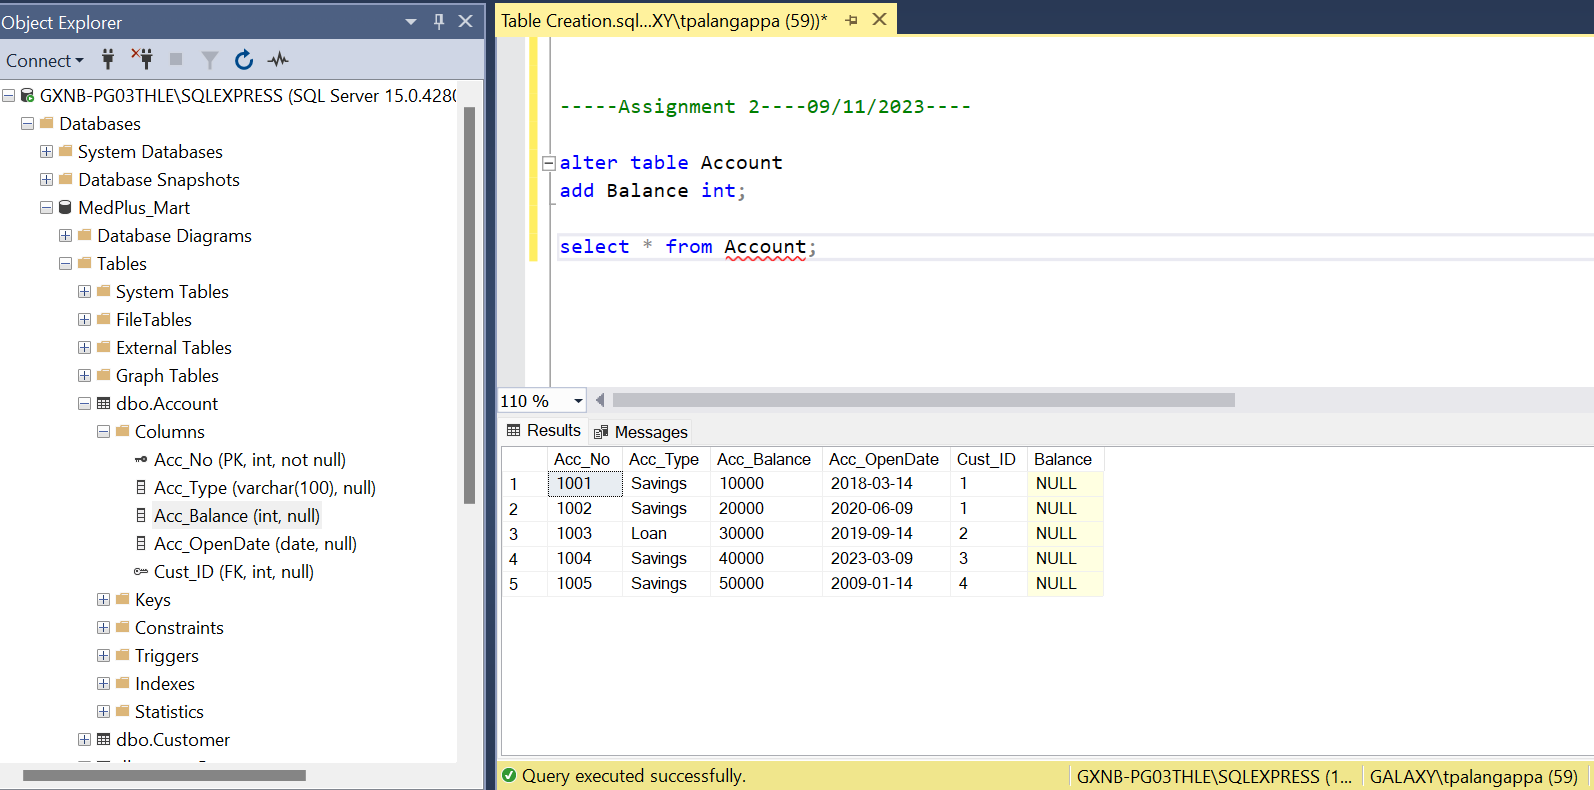 Object Explorer
Connect
GXNB-PG03THLE\SQLEXPRESS (SQL Server 15.0.4280
Databases
System Databases
Database Snapshots
MedPlus_Mart
Database Diagrams
Tables
System Tables
FileTables
External Tables
Graph Tables
dbo.Account
Columns
Acc_No (PK, int, not null)
Acc_Type (varchar(100), null)
Acc_Balance (int, null)
Acc_OpenDate (date, null)
Cust_ID (FK, int, null)
Keys
Constraints
Triggers
Indexes
Statistics
dbo.Customer
Table Creation.sql...XY\tpalangappa (59))*
-----Assignment 2----09/11/2023----
alter table Account
add Balance int;
select * from Account;
110 %
Results Messages
Acc_No Acc_Type Acc_Balance Acc_OpenDate Cust_ID Balance
1 1001 Savings 10000 2018-03-14 1 NULL
2 1002 Savings 20000 2020-06-09 1 NULL
3 1003 Loan 30000 2019-09-14 2 NULL
4 1004 Savings 40000 2023-03-09 3 NULL
5 1005 Savings 50000 2009-01-14 4 NULL
Query executed successfully.
GXNB-PG03THLE\SQLEXPRESS (1... GALAXY\tpalangappa (59)